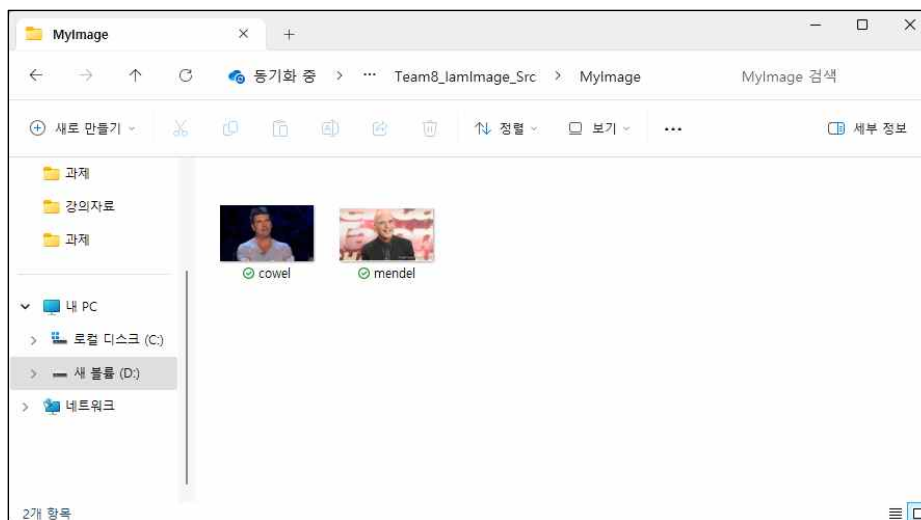 MyImage
동기화 중 > ... Team8_IamImage_Src > MyImage MyImage 검색
새로 만들기 정렬 보기 ... 세부 정보
과제
강의자료
과제
cowel mendel
내 PC
로컬 디스크 (C:)
새 볼륨 (D:)
네트워크
2개 항목